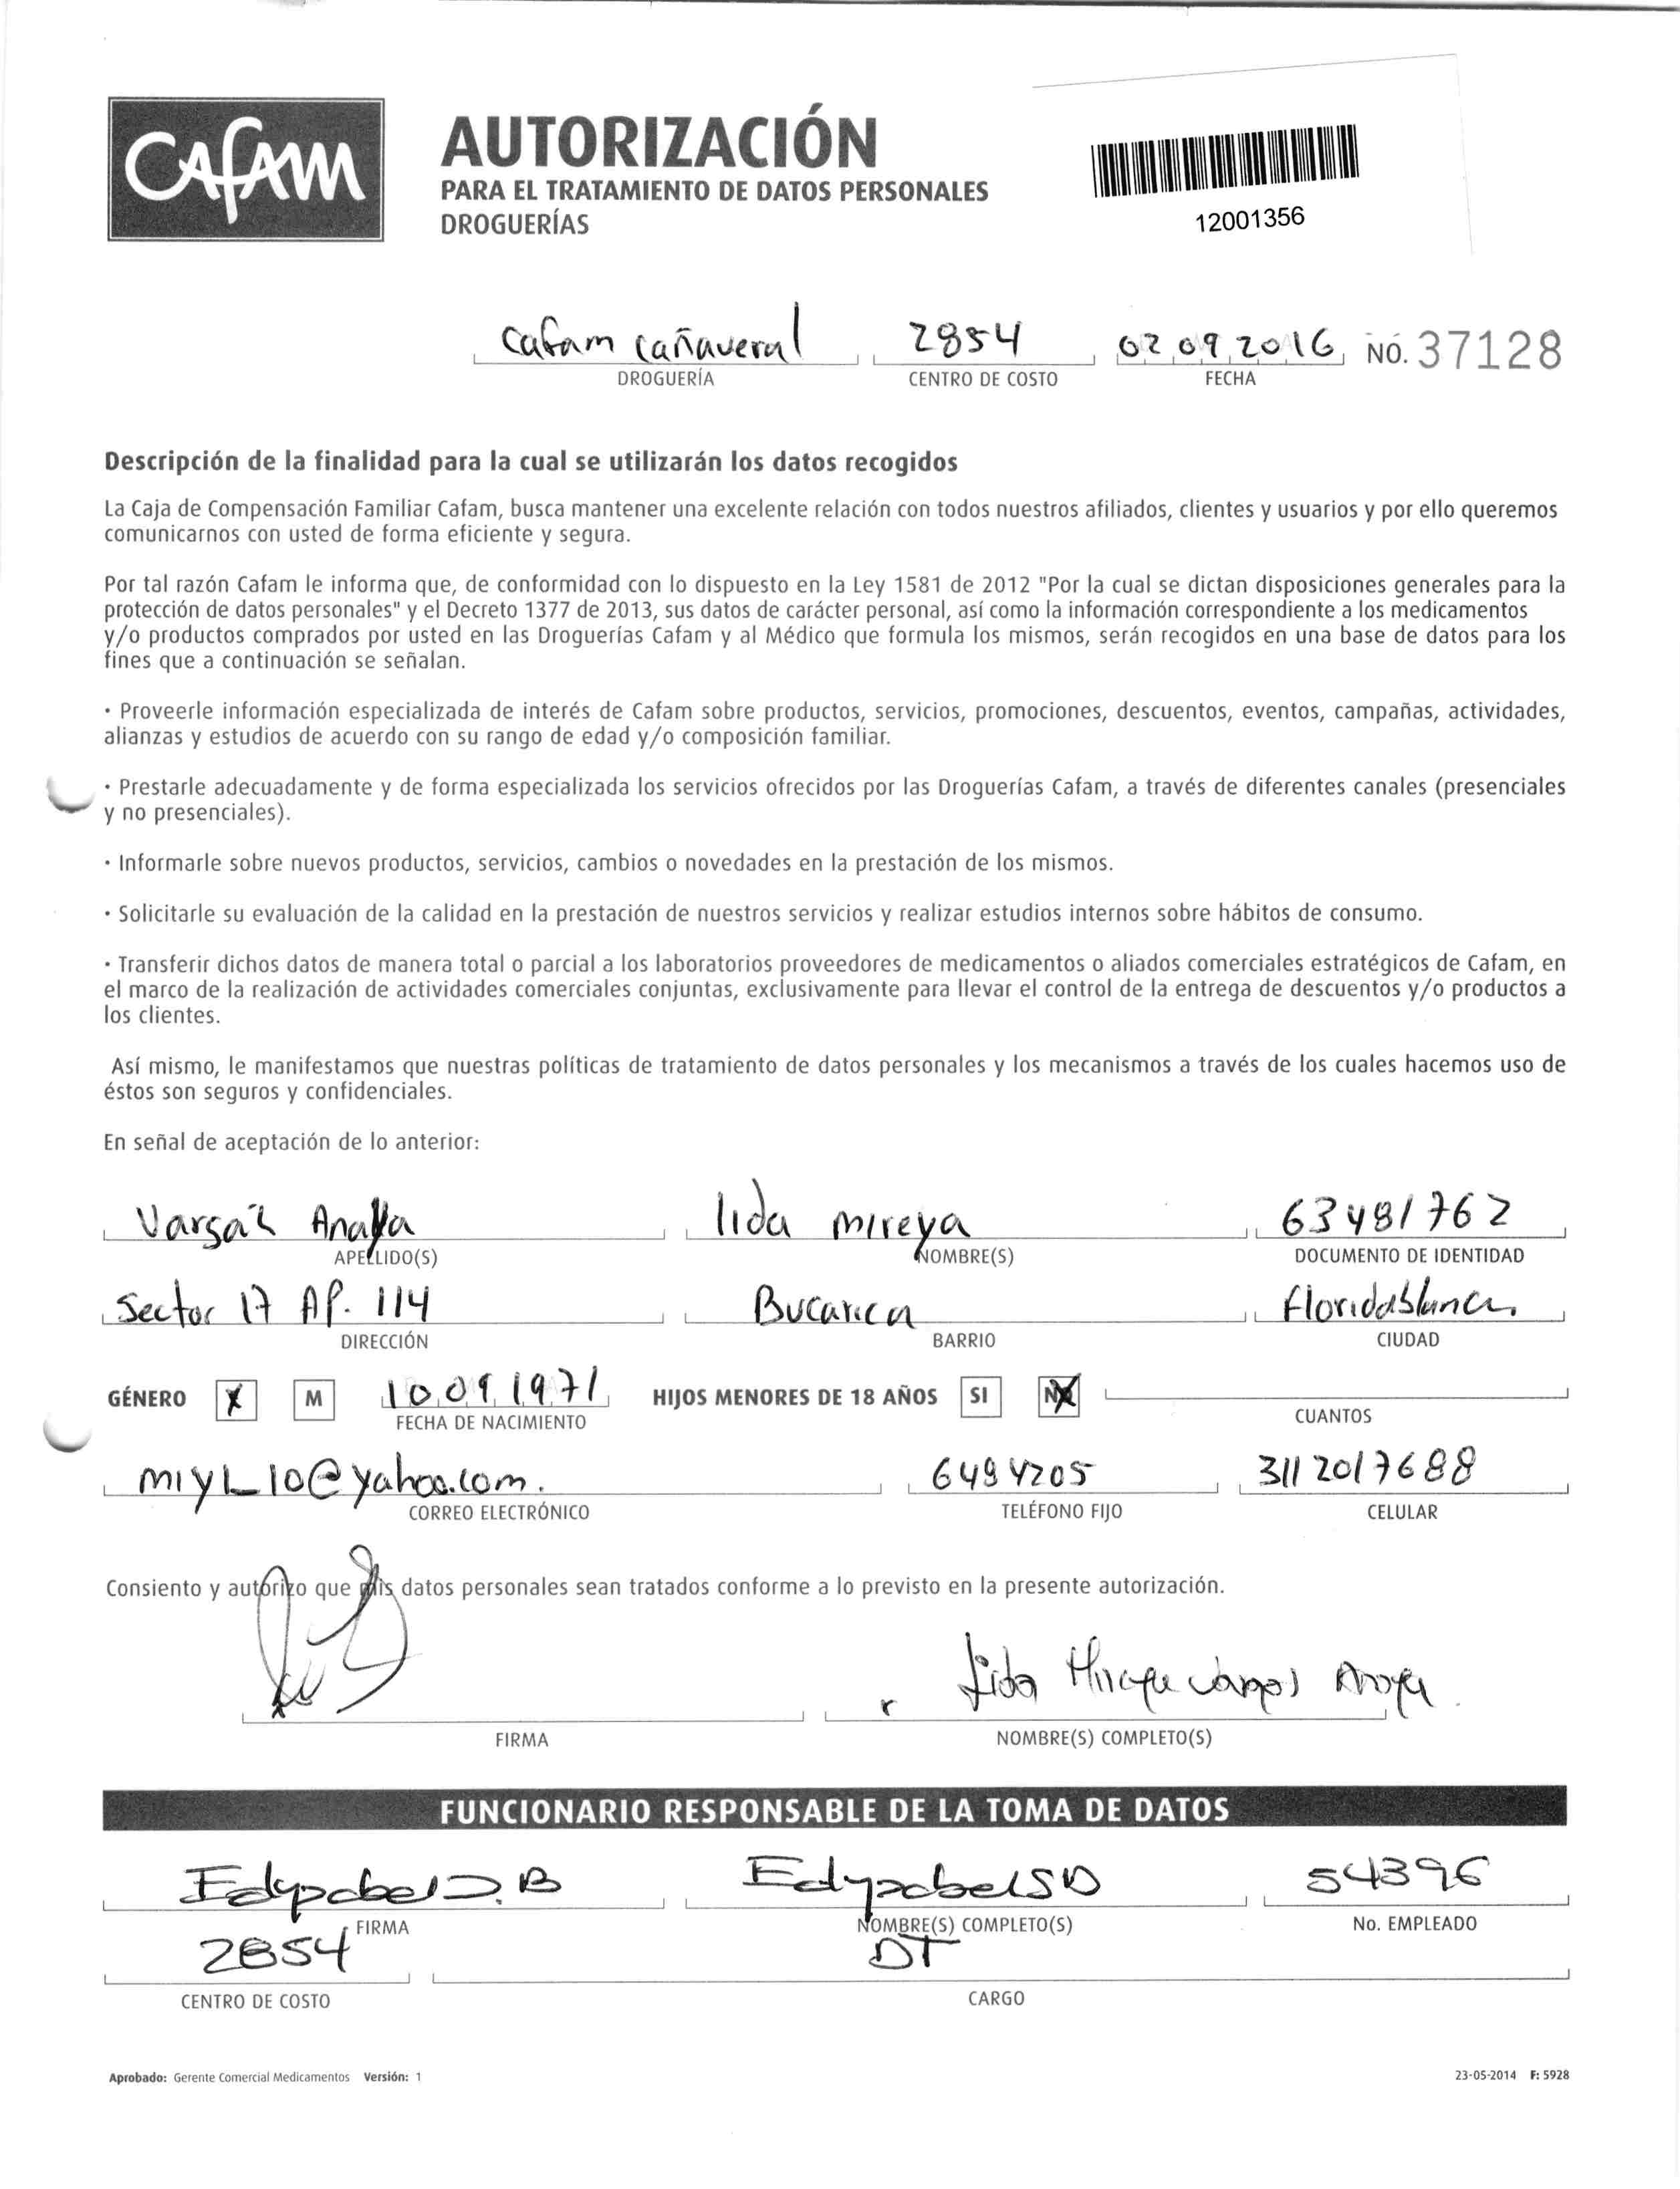 CAFAM
AUTORIZACIÓN
PARA EL TRATAMIENTO DE DATOS PERSONALES
DROGUERÍAS
12001356
Cafam Cañaveral 2854 02 09 2016 NO. 37128
DROGUERÍA CENTRO DE COSTO FECHA
Descripción de la finalidad para la cual se utilizarán los datos recogidos
La Caja de Compensación Familiar Cafam, busca mantener una excelente relación con todos nuestros afiliados, clientes y usuarios y por ello queremos
comunicarnos con usted de forma eficiente y segura.
Por tal razón Cafam le informa que, de conformidad con lo dispuesto en la Ley 1581 de 2012 "Por la cual se dictan disposiciones generales para la
protección de datos personales" y el Decreto 1377 de 2013, sus datos de carácter personal, así como la información correspondiente a los medicamentos
y/o productos comprados por usted en las Droguerías Cafam y al Médico que formula los mismos, serán recogidos en una base de datos para los
fines que a continuación se señalan.
· Proveerle información especializada de interés de Cafam sobre productos, servicios, promociones, descuentos, eventos, campañas, actividades,
alianzas y estudios de acuerdo con su rango de edad y/o composición familiar.
· Prestarle adecuadamente y de forma especializada los servicios ofrecidos por las Droguerías Cafam, a través de diferentes canales (presenciales
y no presenciales).
· Informarle sobre nuevos productos, servicios, cambios o novedades en la prestación de los mismos.
· Solicitarle su evaluación de la calidad en la prestación de nuestros servicios y realizar estudios internos sobre hábitos de consumo.
· Transferir dichos datos de manera total o parcial a los laboratorios proveedores de medicamentos o aliados comerciales estratégicos de Cafam, en
el marco de la realización de actividades comerciales conjuntas, exclusivamente para llevar el control de la entrega de descuentos y/o productos a
los clientes.
Así mismo, le manifestamos que nuestras políticas de tratamiento de datos personales y los mecanismos a través de los cuales hacemos uso de
éstos son seguros y confidenciales.
En señal de aceptación de lo anterior:
Vargas Anaya lida mireya 63481762
APELLIDO(S) NOMBRE(S) DOCUMENTO DE IDENTIDAD
Sector 17 AP. 114 Bucarica floridablanca.
DIRECCIÓN BARRIO CIUDAD
GÉNERO X M 10 09 1971 HIJOS MENORES DE 18 AÑOS SI NO X
FECHA DE NACIMIENTO CUANTOS
miyL10@yahoo.com. 6494205 3112017688
CORREO ELECTRÓNICO TELÉFONO FIJO CELULAR
Consiento y autorizo que mis datos personales sean tratados conforme a lo previsto en la presente autorización.
Lida Mireya Vargas Anaya
FIRMA NOMBRE(S) COMPLETO(S)
FUNCIONARIO RESPONSABLE DE LA TOMA DE DATOS
54396
FIRMA NOMBRE(S) COMPLETO(S) No. EMPLEADO
2854 DT
CENTRO DE COSTO CARGO
Aprobado: Gerente Comercial Medicamentos Versión: 1 23-05-2014 F: 5928